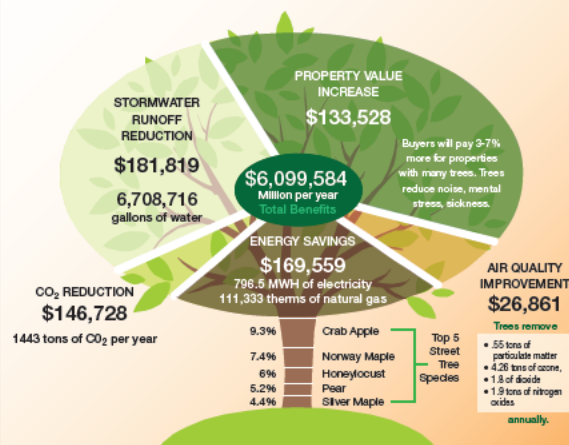 PROPERTY VALUE
INCREASE
$133,528
Buyers will pay 3-7%
more for properties
with many trees. Trees
reduce noise, mental
stress, sickness.
STORMWATER
RUNOFF
REDUCTION
$181,819
6,708,716
gallons of water
$6,099,584
Million per year
Total Benefits
ENERGY SAVINGS
$169,559
796.5 MWH of electricity
111,333 therms of natural gas
CO₂ REDUCTION
$146,728
1443 tons of C0₂ per year
AIR QUALITY
IMPROVEMENT
$26,861
Trees remove
• .55 tons of
particulate matter
• 4.26 tons of ozone,
• 1.8 of dioxide
• 1.9 tons of nitrogen
oxides
annually.
9.3% Crab Apple
7.4% Norway Maple
6% Honeylocust
5.2% Pear
4.4% Silver Maple
Top 5
Street
Tree
Species